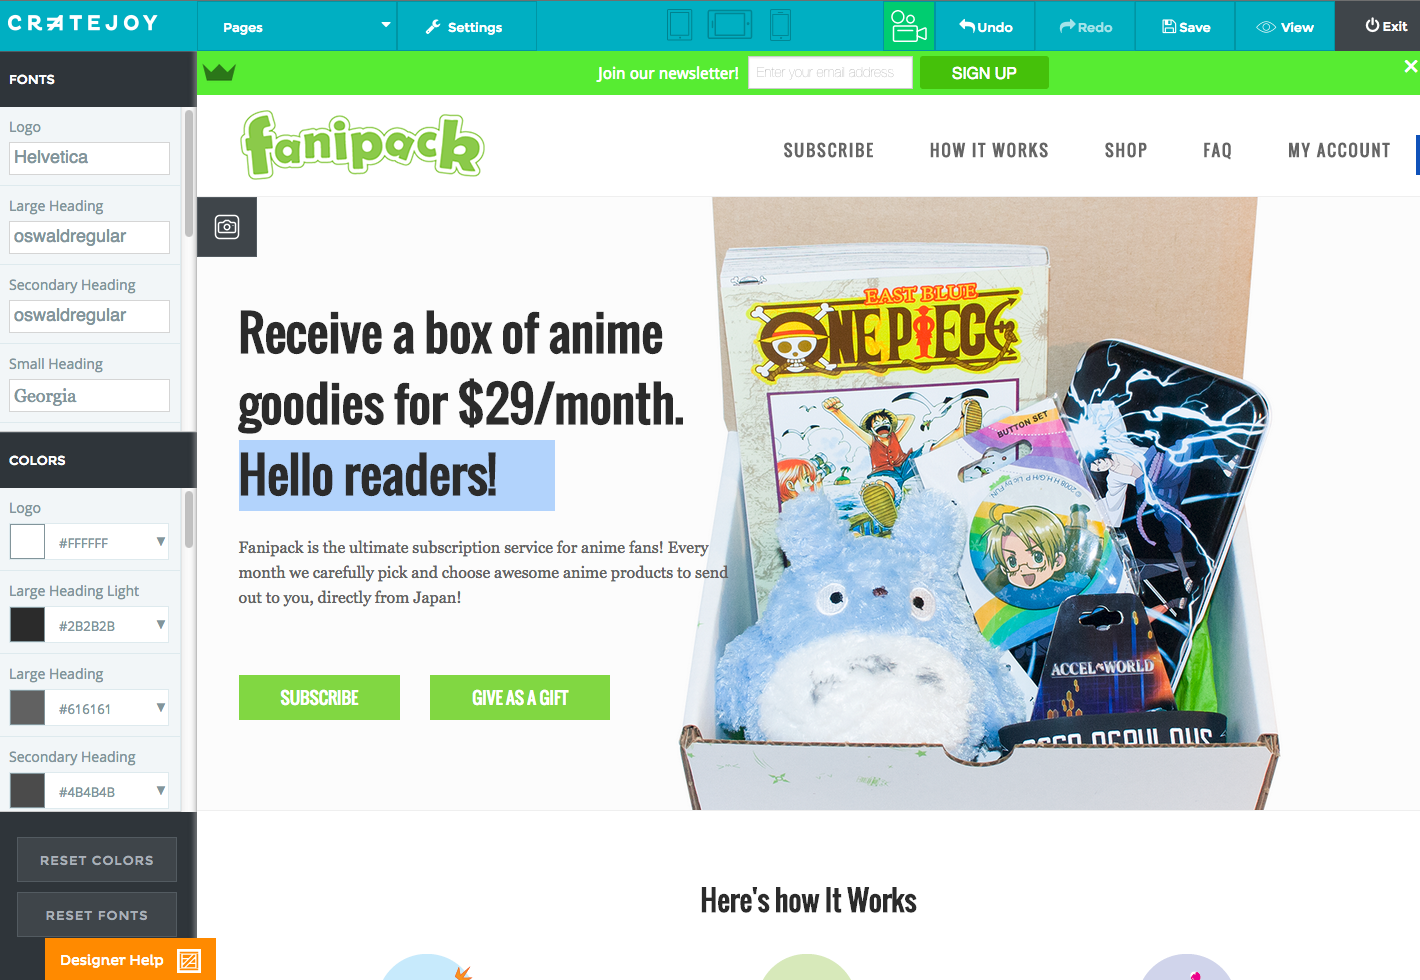 CRATEJOY
Pages
Settings
Undo
Redo
Save
View
Exit
FONTS
Logo
Helvetica
Large Heading
oswaldregular
Secondary Heading
oswaldregular
Small Heading
Georgia
COLORS
Logo
#FFFFFF
Large Heading Light
#2B2B2B
Large Heading
#616161
Secondary Heading
#4B4B4B
RESET COLORS
RESET FONTS
Designer Help
Join our newsletter!
Enter your email address
SIGN UP
fanipack
SUBSCRIBE
HOW IT WORKS
SHOP
FAQ
MY ACCOUNT
Receive a box of anime
goodies for $29/month.
Hello readers!
Fanipack is the ultimate subscription service for anime fans! Every
month we carefully pick and choose awesome anime products to send
out to you, directly from Japan!
SUBSCRIBE
GIVE AS A GIFT
EAST BLUE
ONE PIECE
BUTTON SET
ACCEL WORLD
Here's how It Works